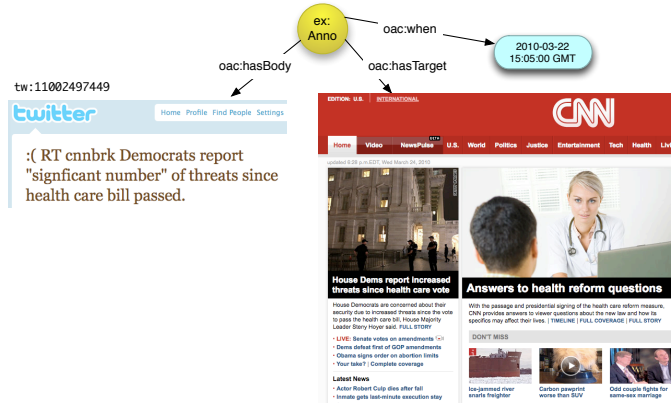 ex:
Anno
oac:when
2010-03-22
15:05:00 GMT
oac:hasBody
oac:hasTarget
tw:11002497449
twitter
Home Profile Find People Settings
:( RT cnnbrk Democrats report
"signficant number" of threats since
health care bill passed.
EDITION: U.S. | INTERNATIONAL
CNN
Home Video NewsPulse BETA U.S. World Politics Justice Entertainment Tech Health Livi
updated 9:28 p.m. EDT, Wed March 24, 2010
House Dems report increased
threats since health care vote
House Democrats are concerned about their
security due to increased threats since the vote
to pass the health care bill, House Majority
Leader Steny Hoyer said. FULL STORY
• LIVE: Senate votes on amendments
• Dems defeat first of GOP amendments
• Obama signs order on abortion limits
• Your take? | Complete coverage
Latest News
• Actor Robert Culp dies after fall
• Inmate gets last-minute execution stay
Answers to health reform questions
With the passage and presidential signing of the health care reform measure,
CNN provides answers to viewer questions about the new law and how its
specifics may affect their lives. | TIMELINE | FULL COVERAGE | FULL STORY
DON'T MISS
Ice-jammed river
snarls freighter
Carbon pawprint
worse than SUV
Odd couple fights for
same-sex marriage